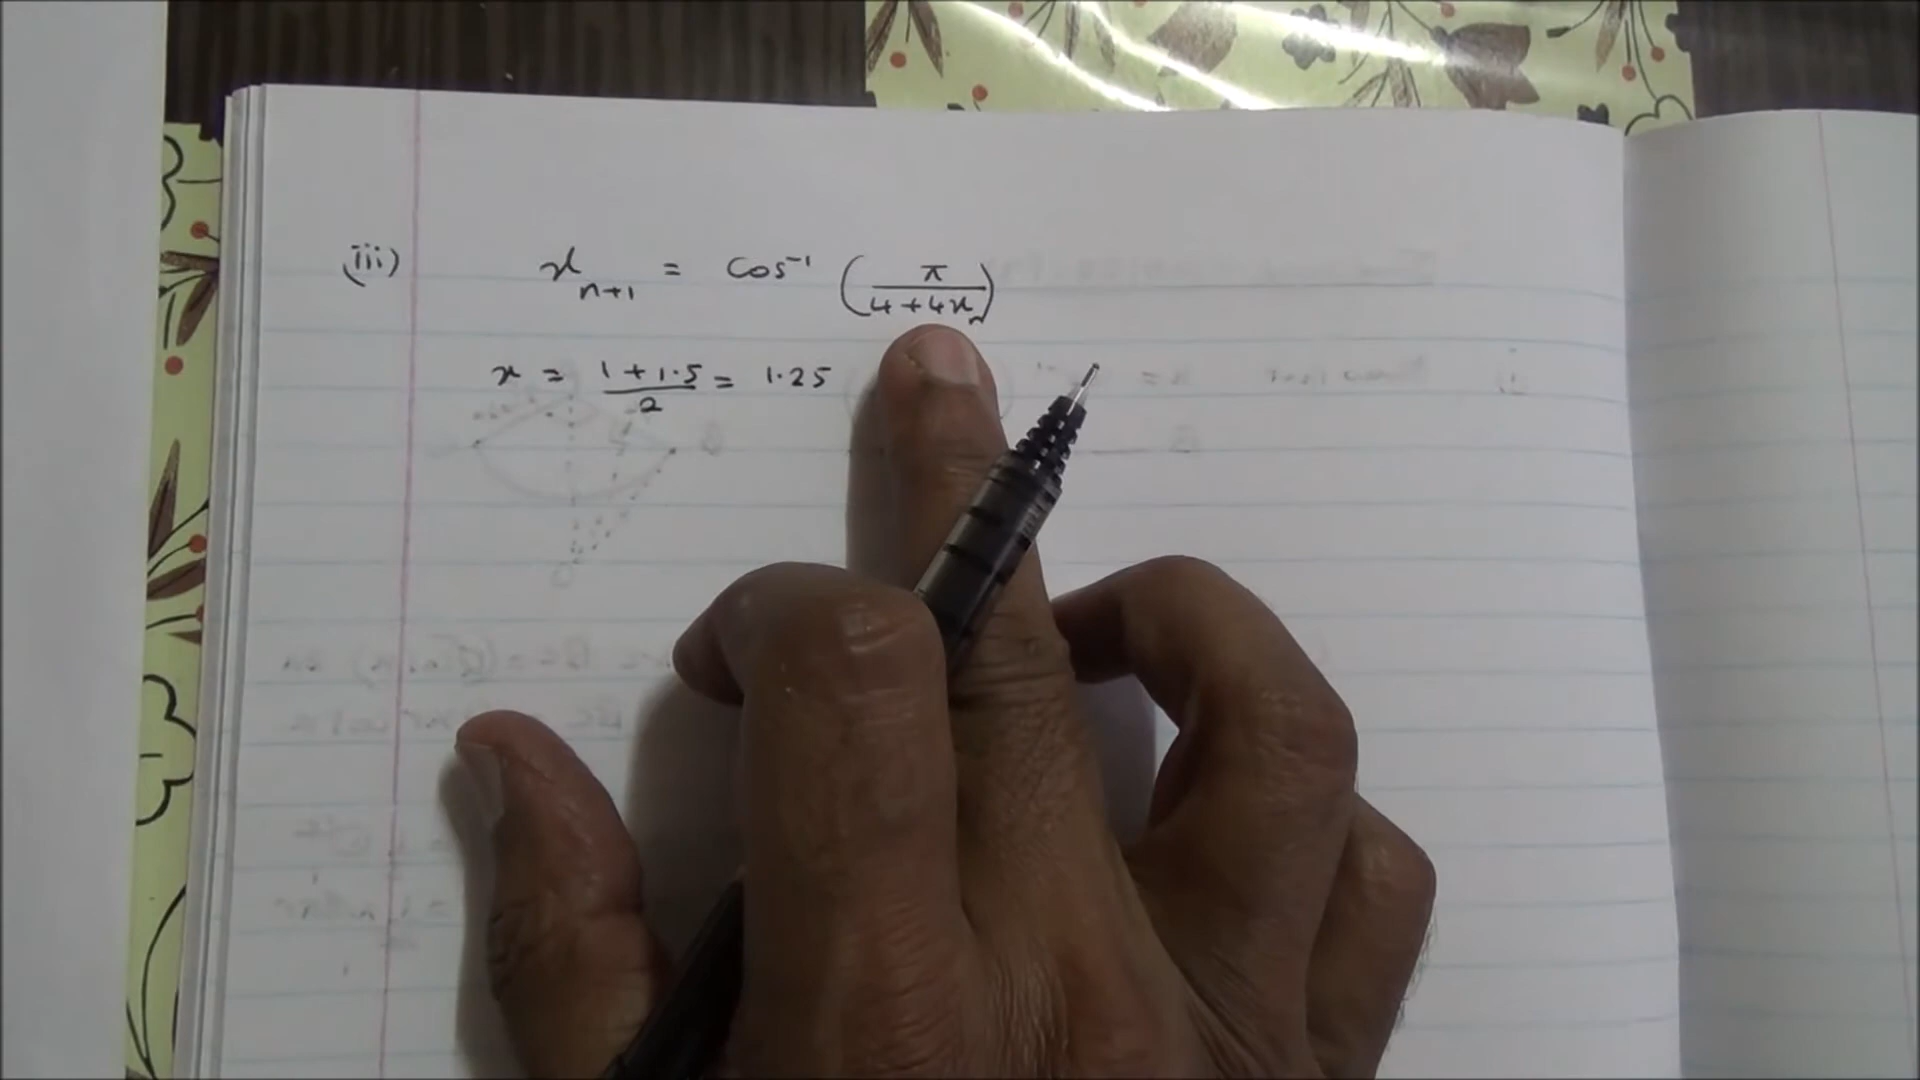 (iii) x_{n+1} = cos⁻¹ (π / (4 + 4x_n))
x = (1 + 1.5) / 2 = 1.25